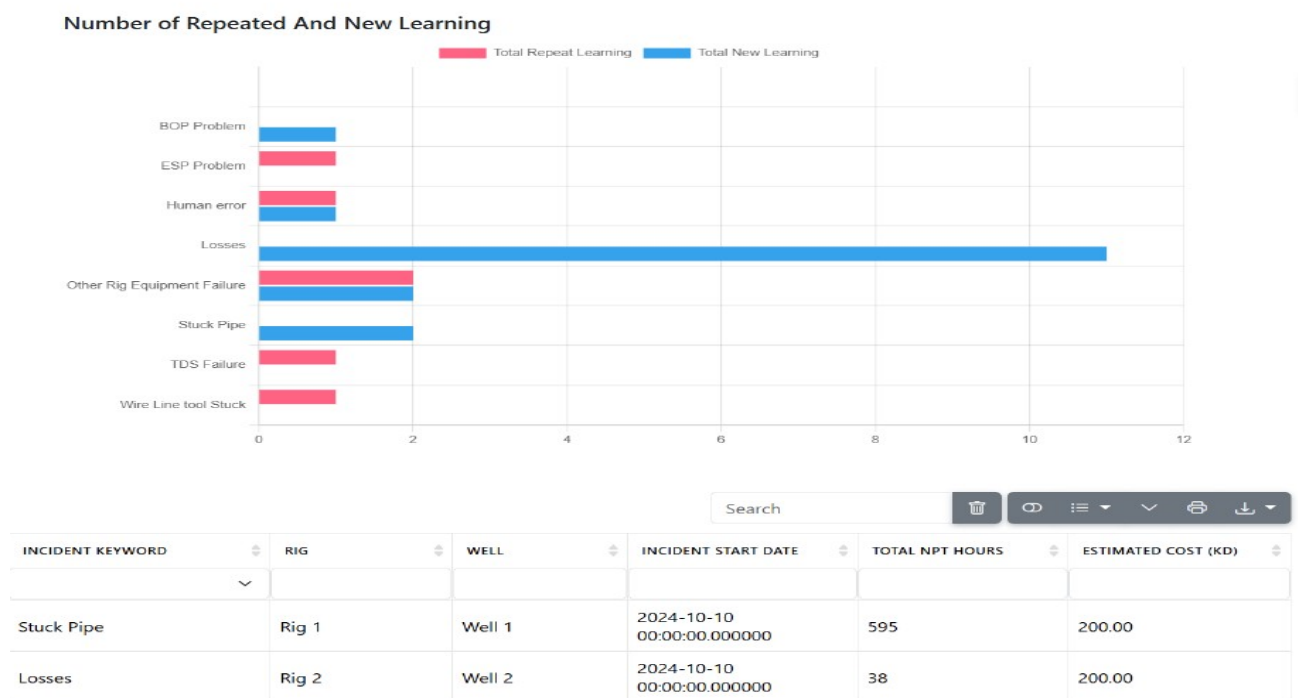 Number of Repeated And New Learning
Total Repeat Learning Total New Learning
BOP Problem
ESP Problem
Human error
Losses
Other Rig Equipment Failure
Stuck Pipe
TDS Failure
Wire Line tool Stuck
0 2 4 6 8 10 12
Search
INCIDENT KEYWORD RIG WELL INCIDENT START DATE TOTAL NPT HOURS ESTIMATED COST (KD)
Stuck Pipe Rig 1 Well 1 2024-10-10 00:00:00.000000 595 200.00
Losses Rig 2 Well 2 2024-10-10 00:00:00.000000 38 200.00